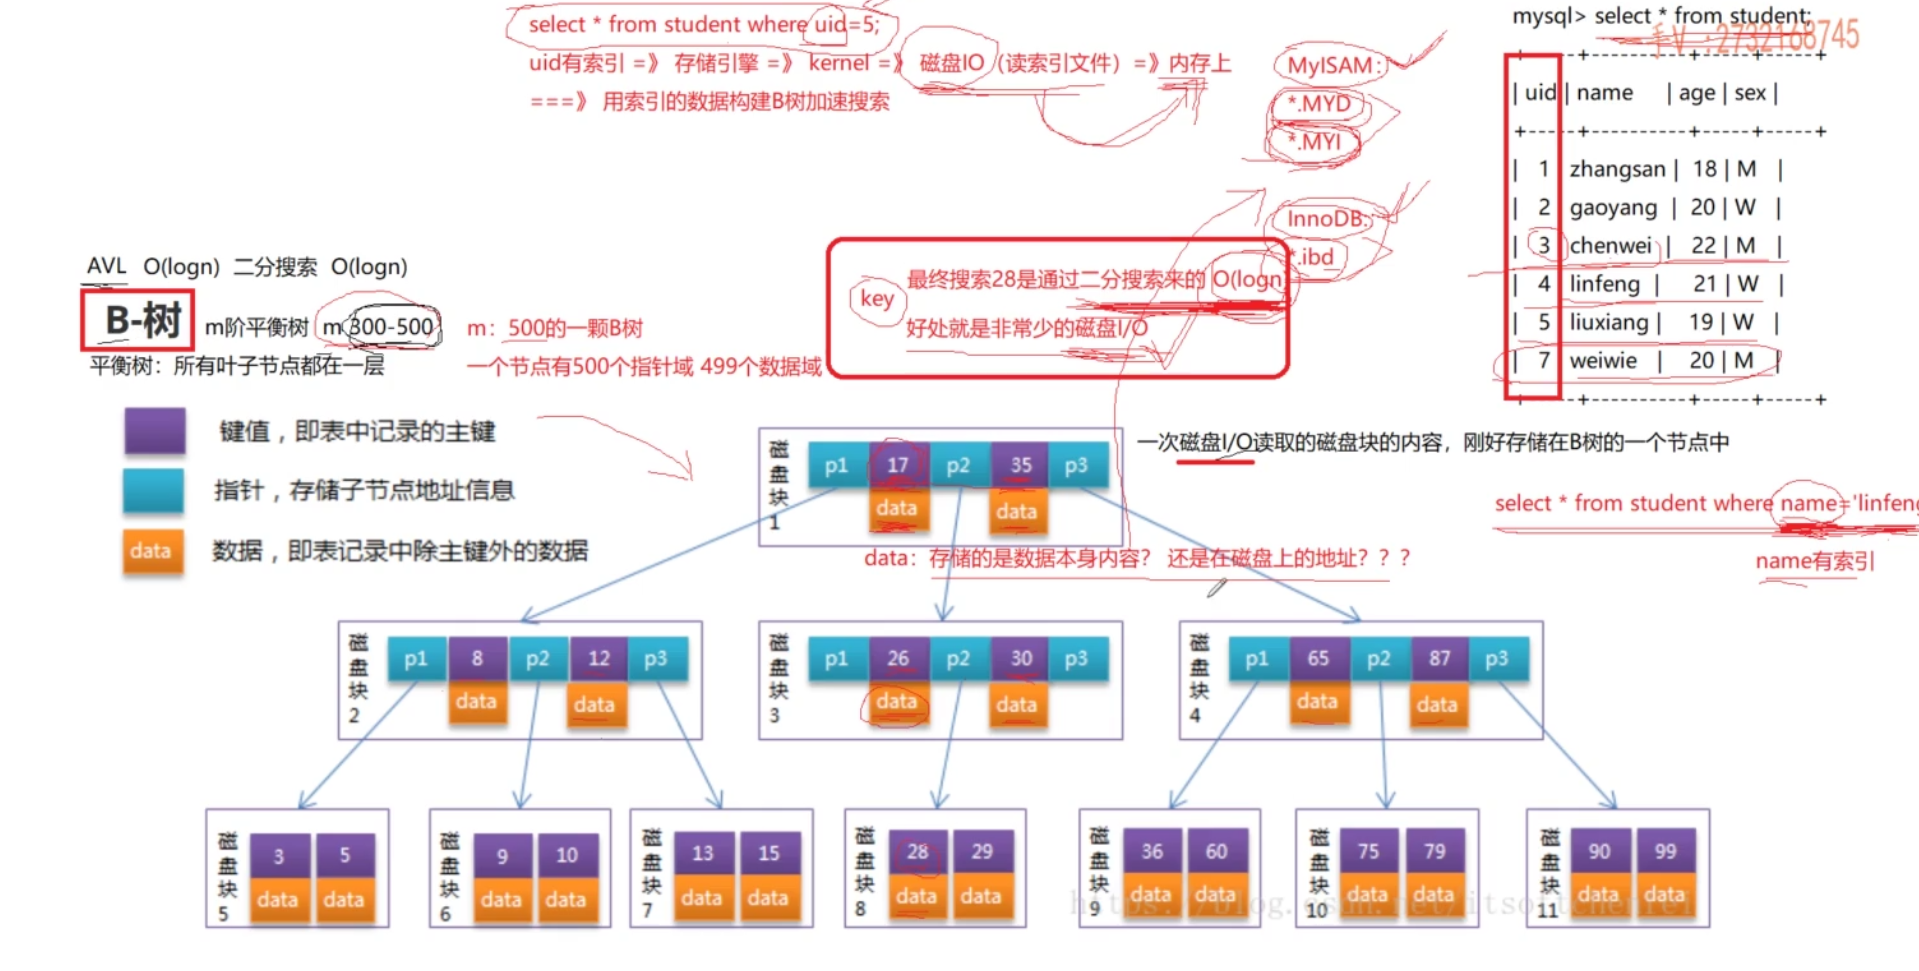 select * from student where uid=5;
uid有索引 =》 存储引擎 =》 kernel =》 磁盘IO（读索引文件）=》内存上
===》 用索引的数据构建B树加速搜索
MyISAM:
*.MYD
*.MYI
InnoDB:
*.ibd
mysql> select * from student;
2732168745
+-----+----------+-----+-----+
| uid | name | age | sex |
+-----+----------+-----+-----+
| 1 | zhangsan | 18 | M |
| 2 | gaoyang | 20 | W |
| 3 | chenwei | 22 | M |
| 4 | linfeng | 21 | W |
| 5 | liuxiang | 19 | W |
| 7 | weiwie | 20 | M |
+-----+----------+-----+-----+
AVL O(logn) 二分搜索 O(logn)
B-树 m阶平衡树 m 300-500 m：500的一颗B树
平衡树：所有叶子节点都在一层 一个节点有500个指针域 499个数据域
key
最终搜索28是通过二分搜索来的 O(logn)
好处就是非常少的磁盘I/O
键值，即表中记录的主键
指针，存储子节点地址信息
data 数据，即表记录中除主键外的数据
一次磁盘I/O读取的磁盘块的内容，刚好存储在B树的一个节点中
select * from student where name='linfeng
name有索引
磁盘块1
p1 17 p2 35 p3
data data
data：存储的是数据本身内容？ 还是在磁盘上的地址？？？
磁盘块2
p1 8 p2 12 p3
data data
磁盘块3
p1 26 p2 30 p3
data data
磁盘块4
p1 65 p2 87 p3
data data
磁盘块5
3 5
data data
磁盘块6
9 10
data data
磁盘块7
13 15
data data
磁盘块8
28 29
data data
磁盘块9
36 60
data data
磁盘块10
75 79
data data
磁盘块11
90 99
data data